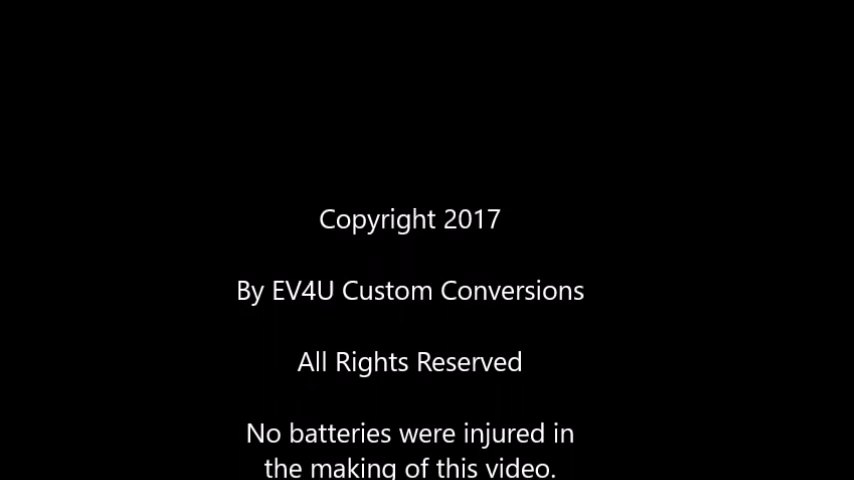 Copyright 2017
By EV4U Custom Conversions
All Rights Reserved
No batteries were injured in
the making of this video.